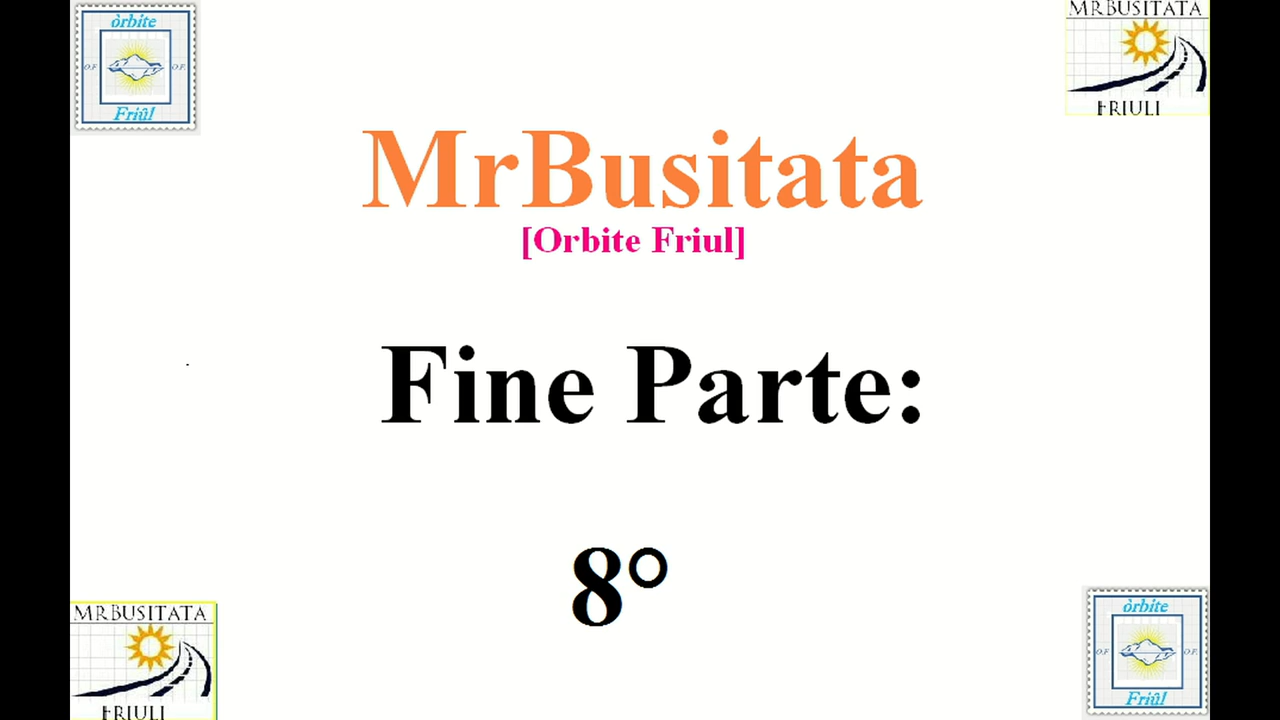 òrbite
O.F. O.F.
Friûl
MRBUSITATA
FRIULI
MrBusitata
[Orbite Friul]
Fine Parte:
8°
MRBUSITATA
FRIULI
òrbite
O.F. O.F.
Friûl